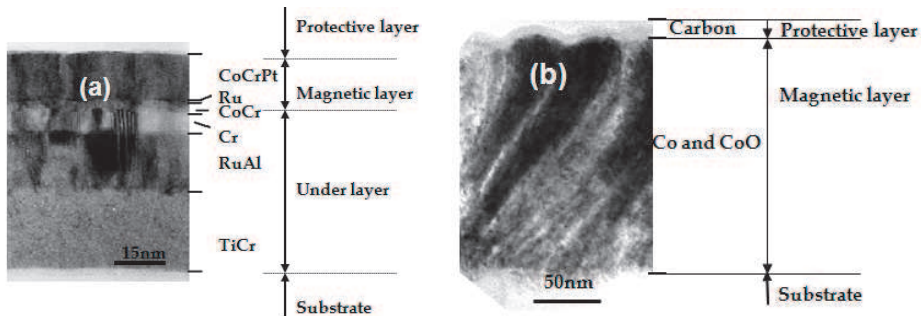 Protective layer
(a)
CoCrPt
Ru
Magnetic layer
CoCr
Cr
RuAl
Under layer
TiCr
15nm
Substrate
Carbon
Protective layer
(b)
Magnetic layer
Co and CoO
50nm
Substrate